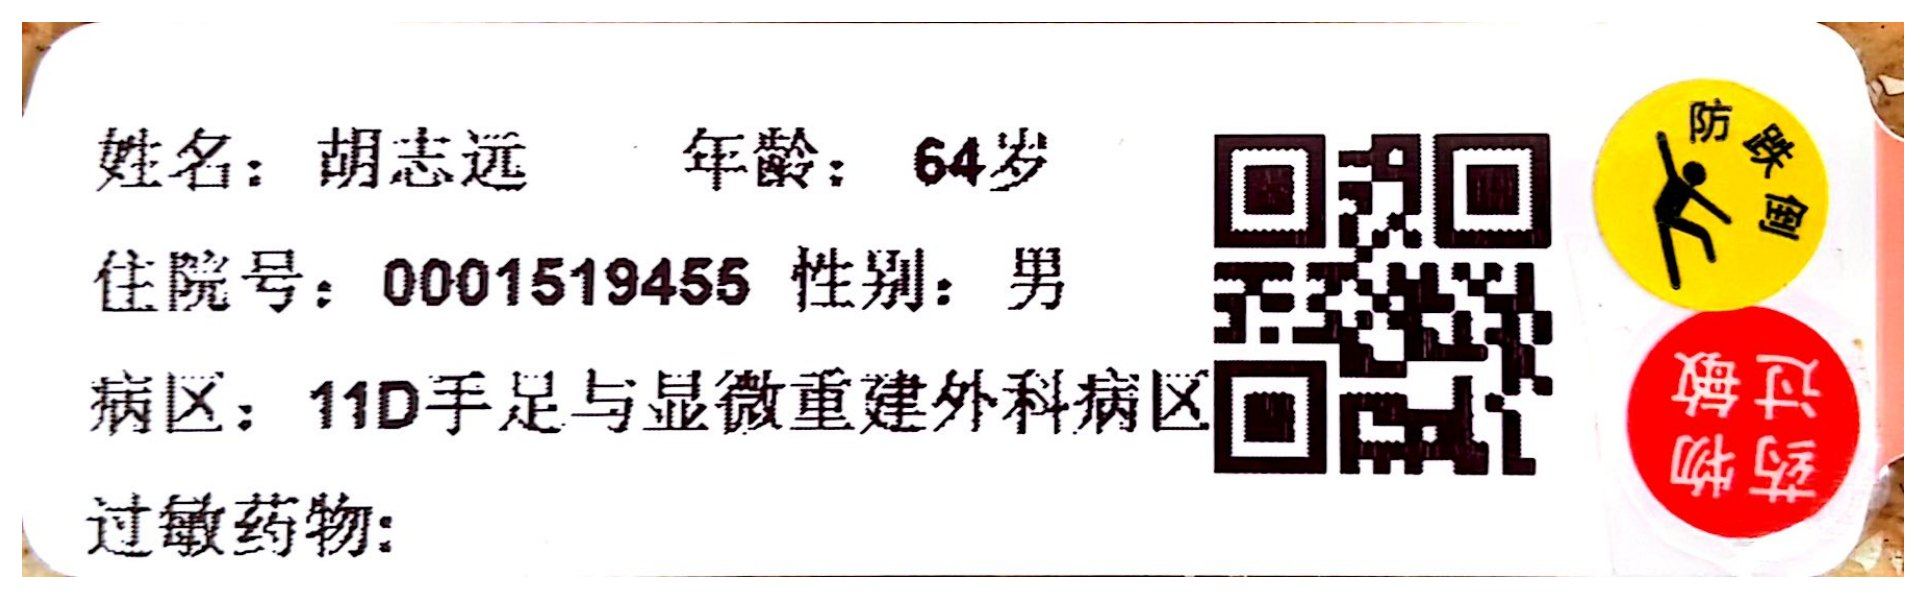 姓名：胡志远 年龄：64岁
住院号：0001519455 性别：男
病区：11D手足与显微重建外科病区
过敏药物:
防跌倒
药物
过敏